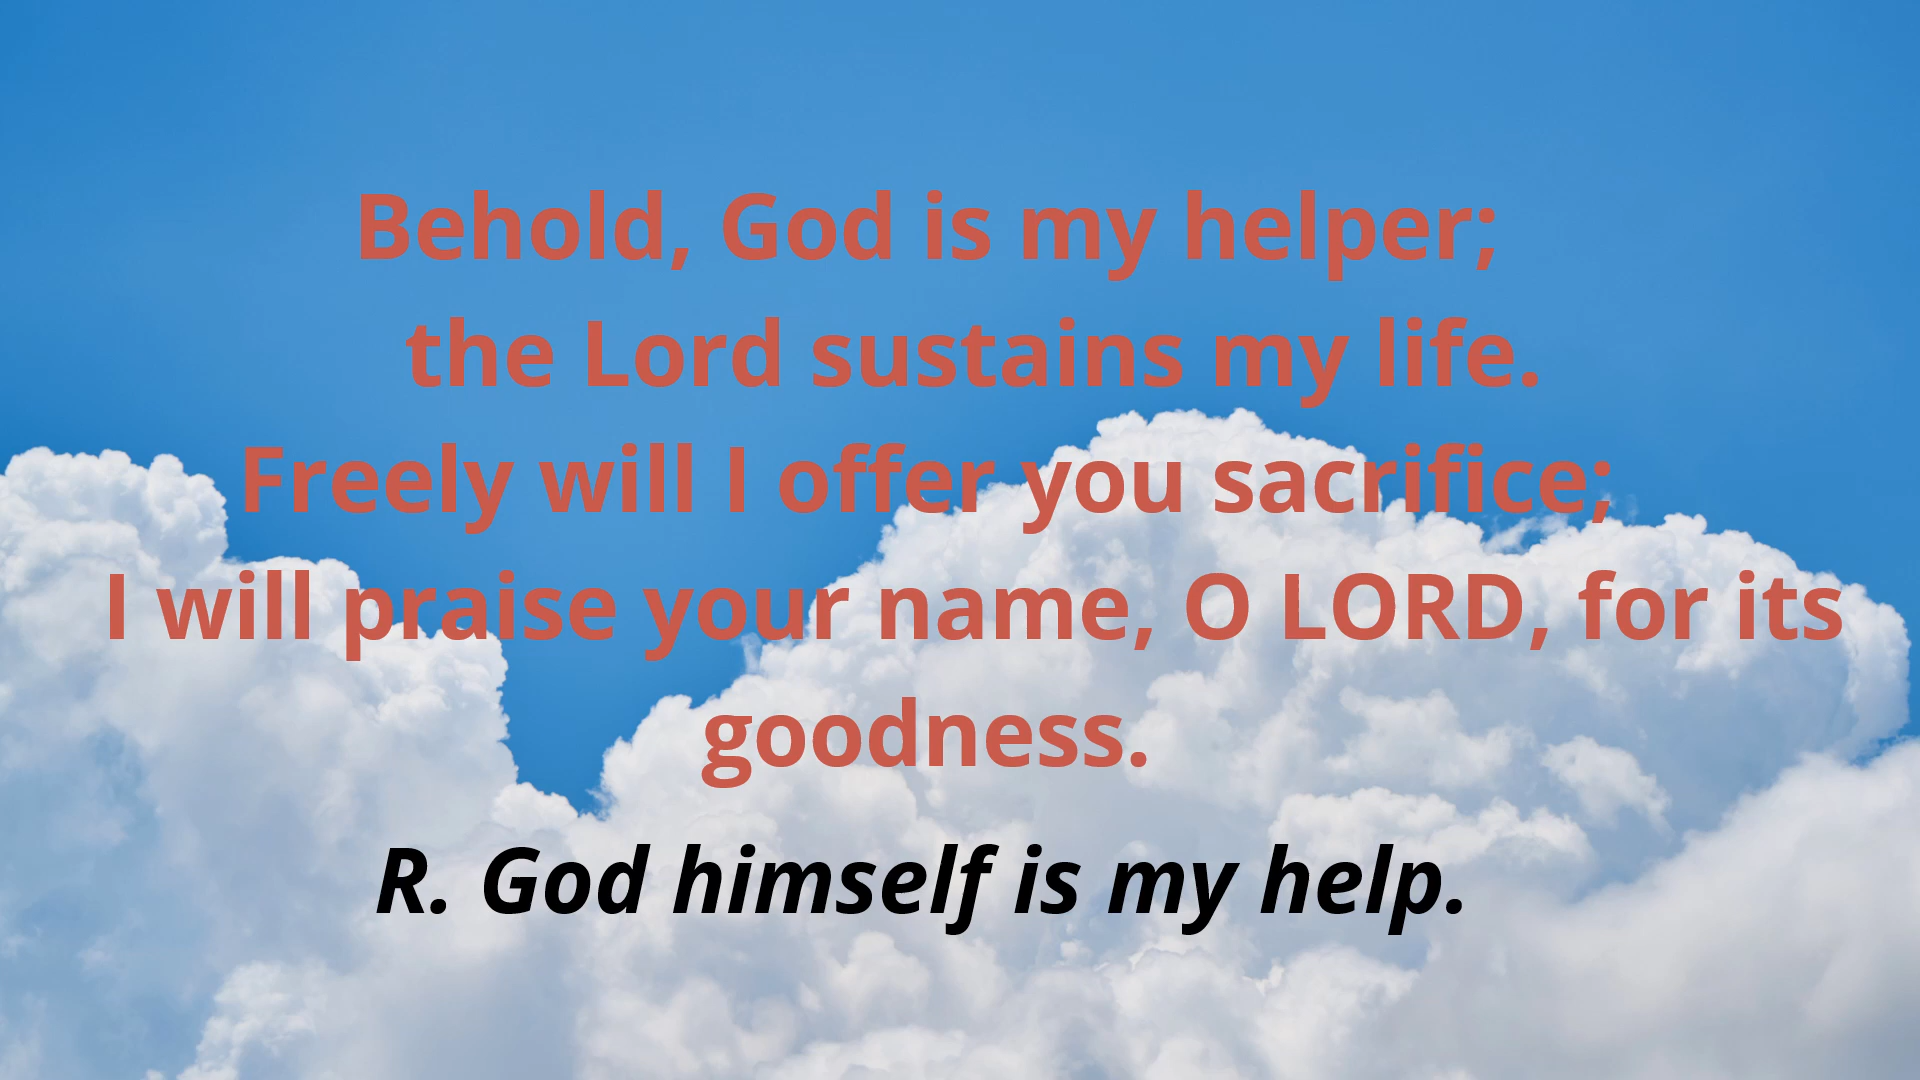 Behold, God is my helper;
the Lord sustains my life.
Freely will I offer you sacrifice;
I will praise your name, O LORD, for its
goodness.
R. God himself is my help.